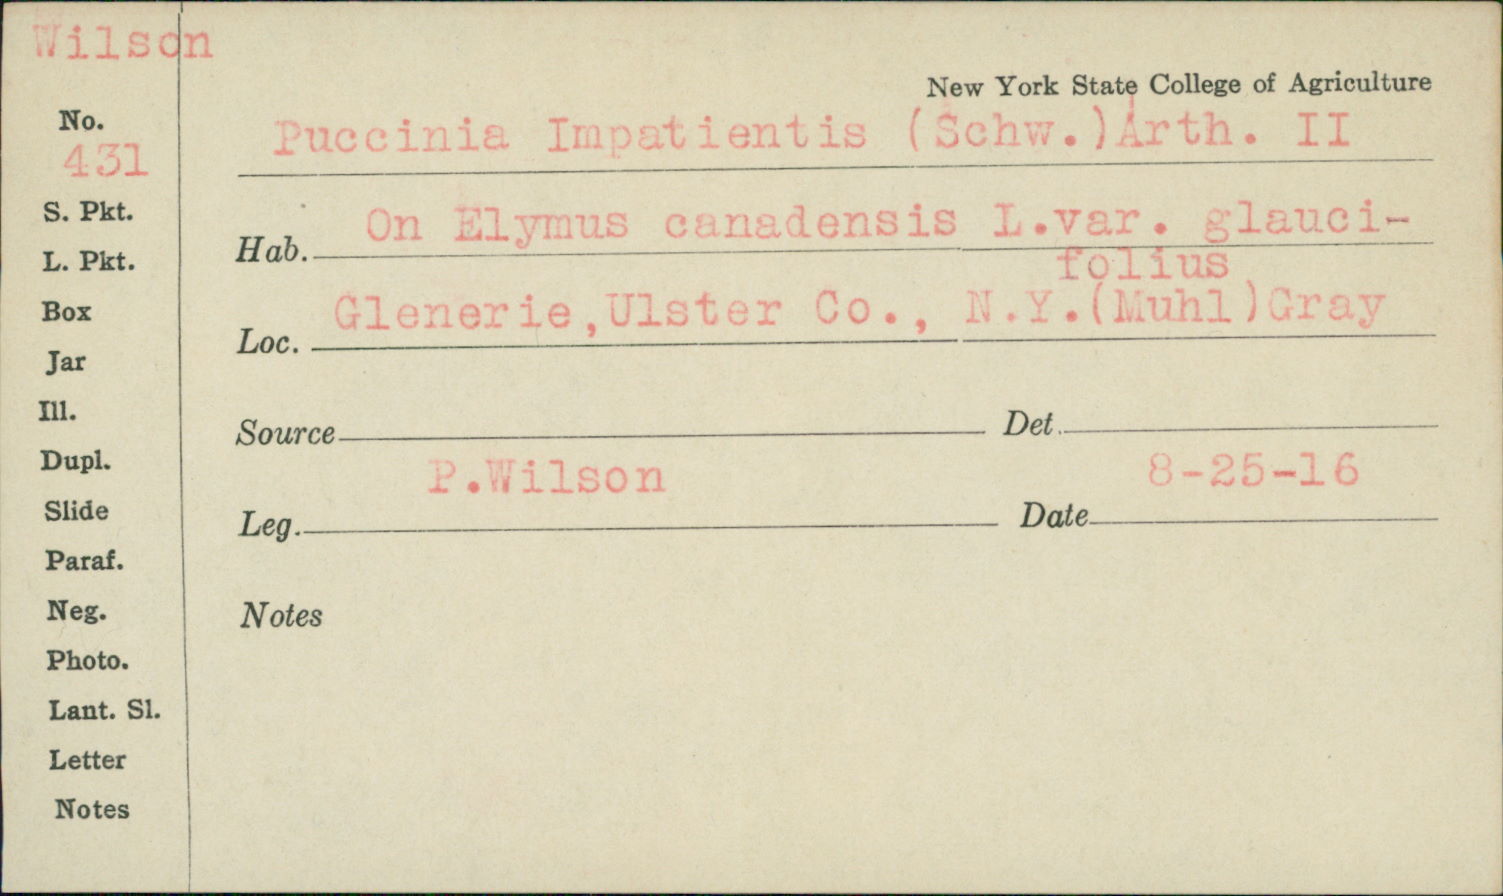 Wilson
New York State College of Agriculture
No.
431
Puccinia Impatientis (Schw.)Arth. II
S. Pkt.
Hab. On Elymus canadensis L.var. glauci-
folius
L. Pkt.
Box
Loc. Glenerie,Ulster Co., N.Y.(Muhl)Gray
Jar
Ill.
Source
Det.
Dupl.
Slide
Leg. P.Wilson
Date 8-25-16
Paraf.
Neg.
Notes
Photo.
Lant. Sl.
Letter
Notes